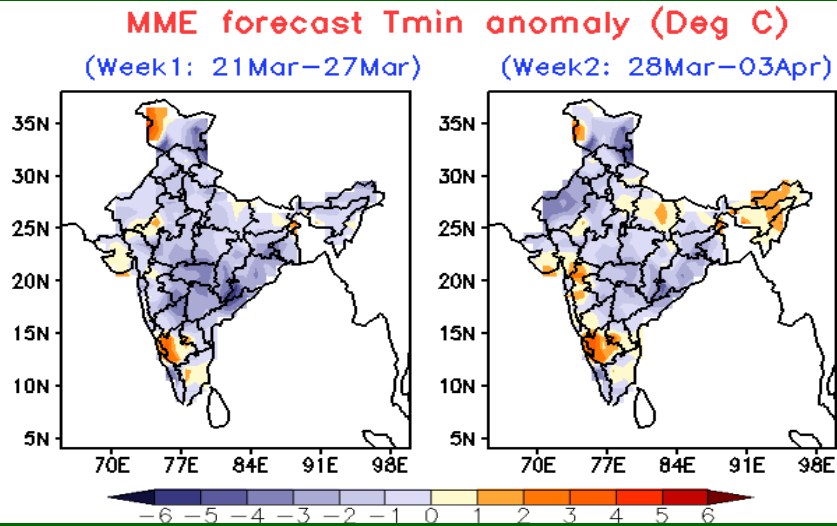 MME forecast Tmin anomaly (Deg C)
(Week1: 21Mar−27Mar) (Week2: 28Mar−03Apr)
35N 35N
30N 30N
25N 25N
20N 20N
15N 15N
10N 10N
5N 5N
70E 77E 84E 91E 98E 70E 77E 84E 91E 98E
−6 −5 −4 −3 −2 −1 0 1 2 3 4 5 6